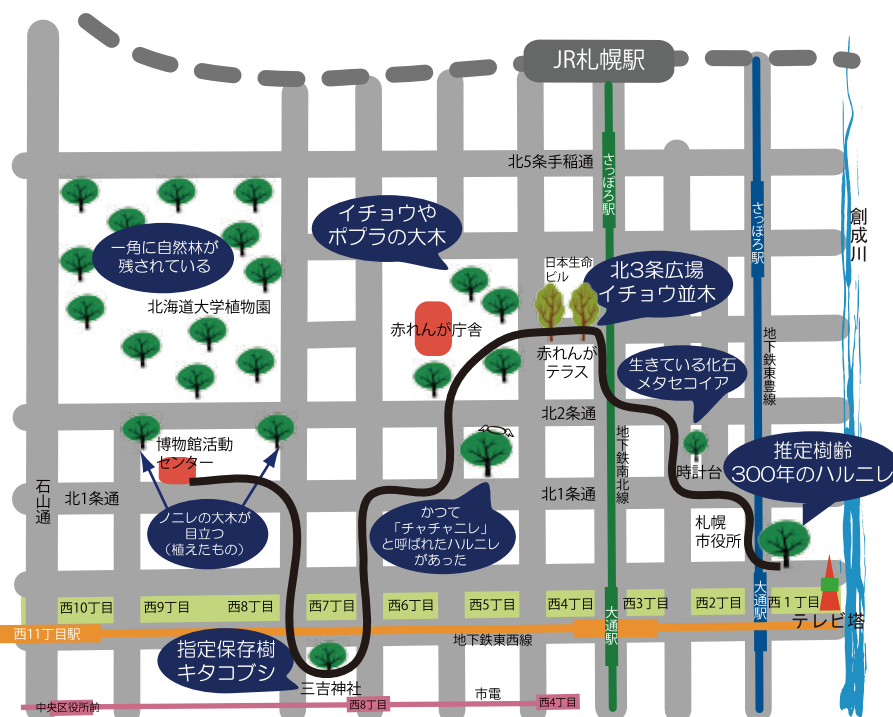 JR札幌駅
北5条手稲通
さっぽろ駅
さっぽろ駅
創成川
イチョウや
ポプラの大木
一角に自然林が
残されている
北海道大学植物園
日本生命
ビル
北3条広場
イチョウ並木
赤れんが庁舎
赤れんが
テラス
生きている化石
メタセコイア
地下鉄東豊線
北2条通
地下鉄南北線
博物館活動
センター
時計台
推定樹齢
300年のハルニレ
石山通
北1条通
北1条通
ノニレの大木が
目立つ
(植えたもの)
かつて
「チャチャニレ」
と呼ばれたハルニレ
があった
札幌
市役所
西10丁目
西9丁目
西8丁目
西7丁目
西6丁目
西5丁目
西4丁目
西3丁目
西2丁目
西1丁目
大通駅
大通駅
テレビ塔
西11丁目駅
地下鉄東西線
指定保存樹
キタコブシ
三吉神社
中央区役所前
西8丁目
市電
西4丁目